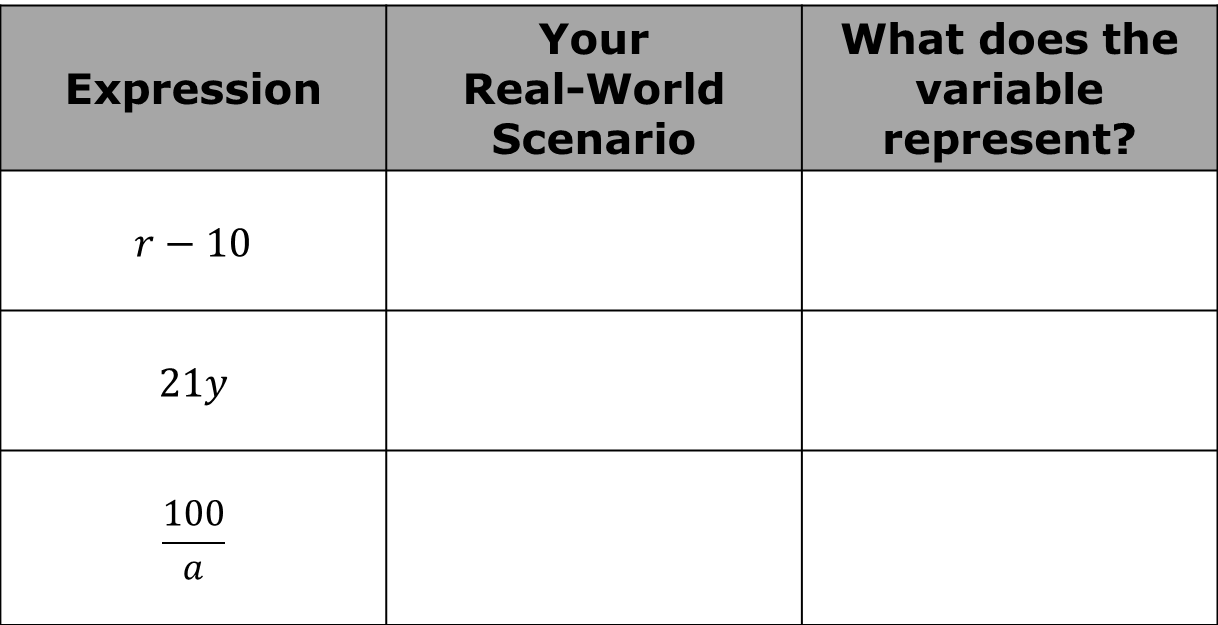 Expression
Your
Real-World
Scenario
What does the
variable
represent?
r − 10
21y
100
a